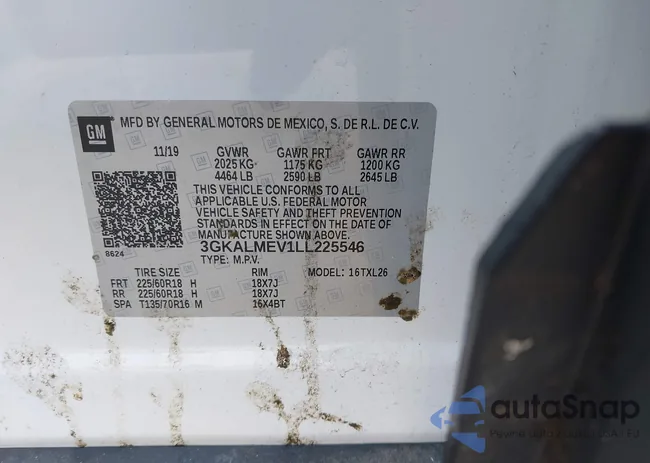 GM
MFD BY GENERAL MOTORS DE MEXICO, S. DE R.L. DE C.V.
11/19 GVWR GAWR FRT GAWR RR
2025 KG 1175 KG 1200 KG
4464 LB 2590 LB 2645 LB
THIS VEHICLE CONFORMS TO ALL
APPLICABLE U.S. FEDERAL MOTOR
VEHICLE SAFETY AND THEFT PREVENTION
STANDARDS IN EFFECT ON THE DATE OF
MANUFACTURE SHOWN ABOVE.
8624
3GKALMEV1LL225546
TYPE: M.P.V.
TIRE SIZE RIM MODEL: 16TXL26
FRT 225/60R18 H 18X7J
RR 225/60R18 H 18X7J
SPA T135/70R16 M 16X4BT
autoSnap